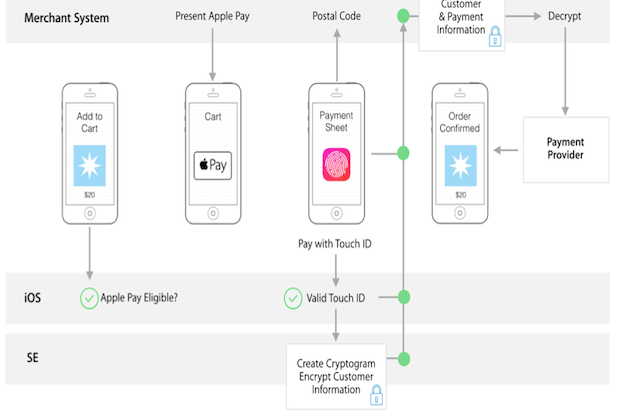 Merchant System
Present Apple Pay
Postal Code
Customer
& Payment
Information
Decrypt
Add to
Cart
$20
Cart
Pay
Payment
Sheet
Order
Confirmed
$20
Payment
Provider
Pay with Touch ID
iOS
Apple Pay Eligible?
Valid Touch ID
SE
Create Cryptogram
Encrypt Customer
Information